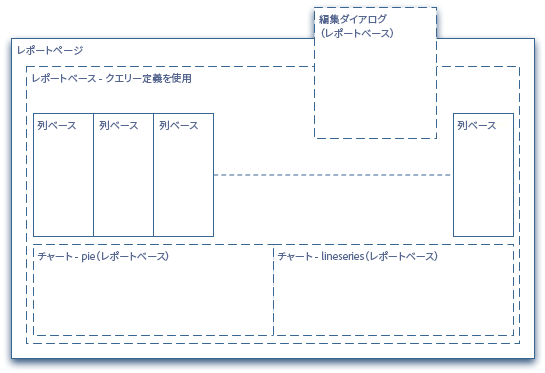 編集ダイアログ
(レポートベース)
レポートページ
レポートベース - クエリー定義を使用
列ベース 列ベース 列ベース 列ベース
チャート - pie(レポートベース) チャート - lineseries(レポートベース)